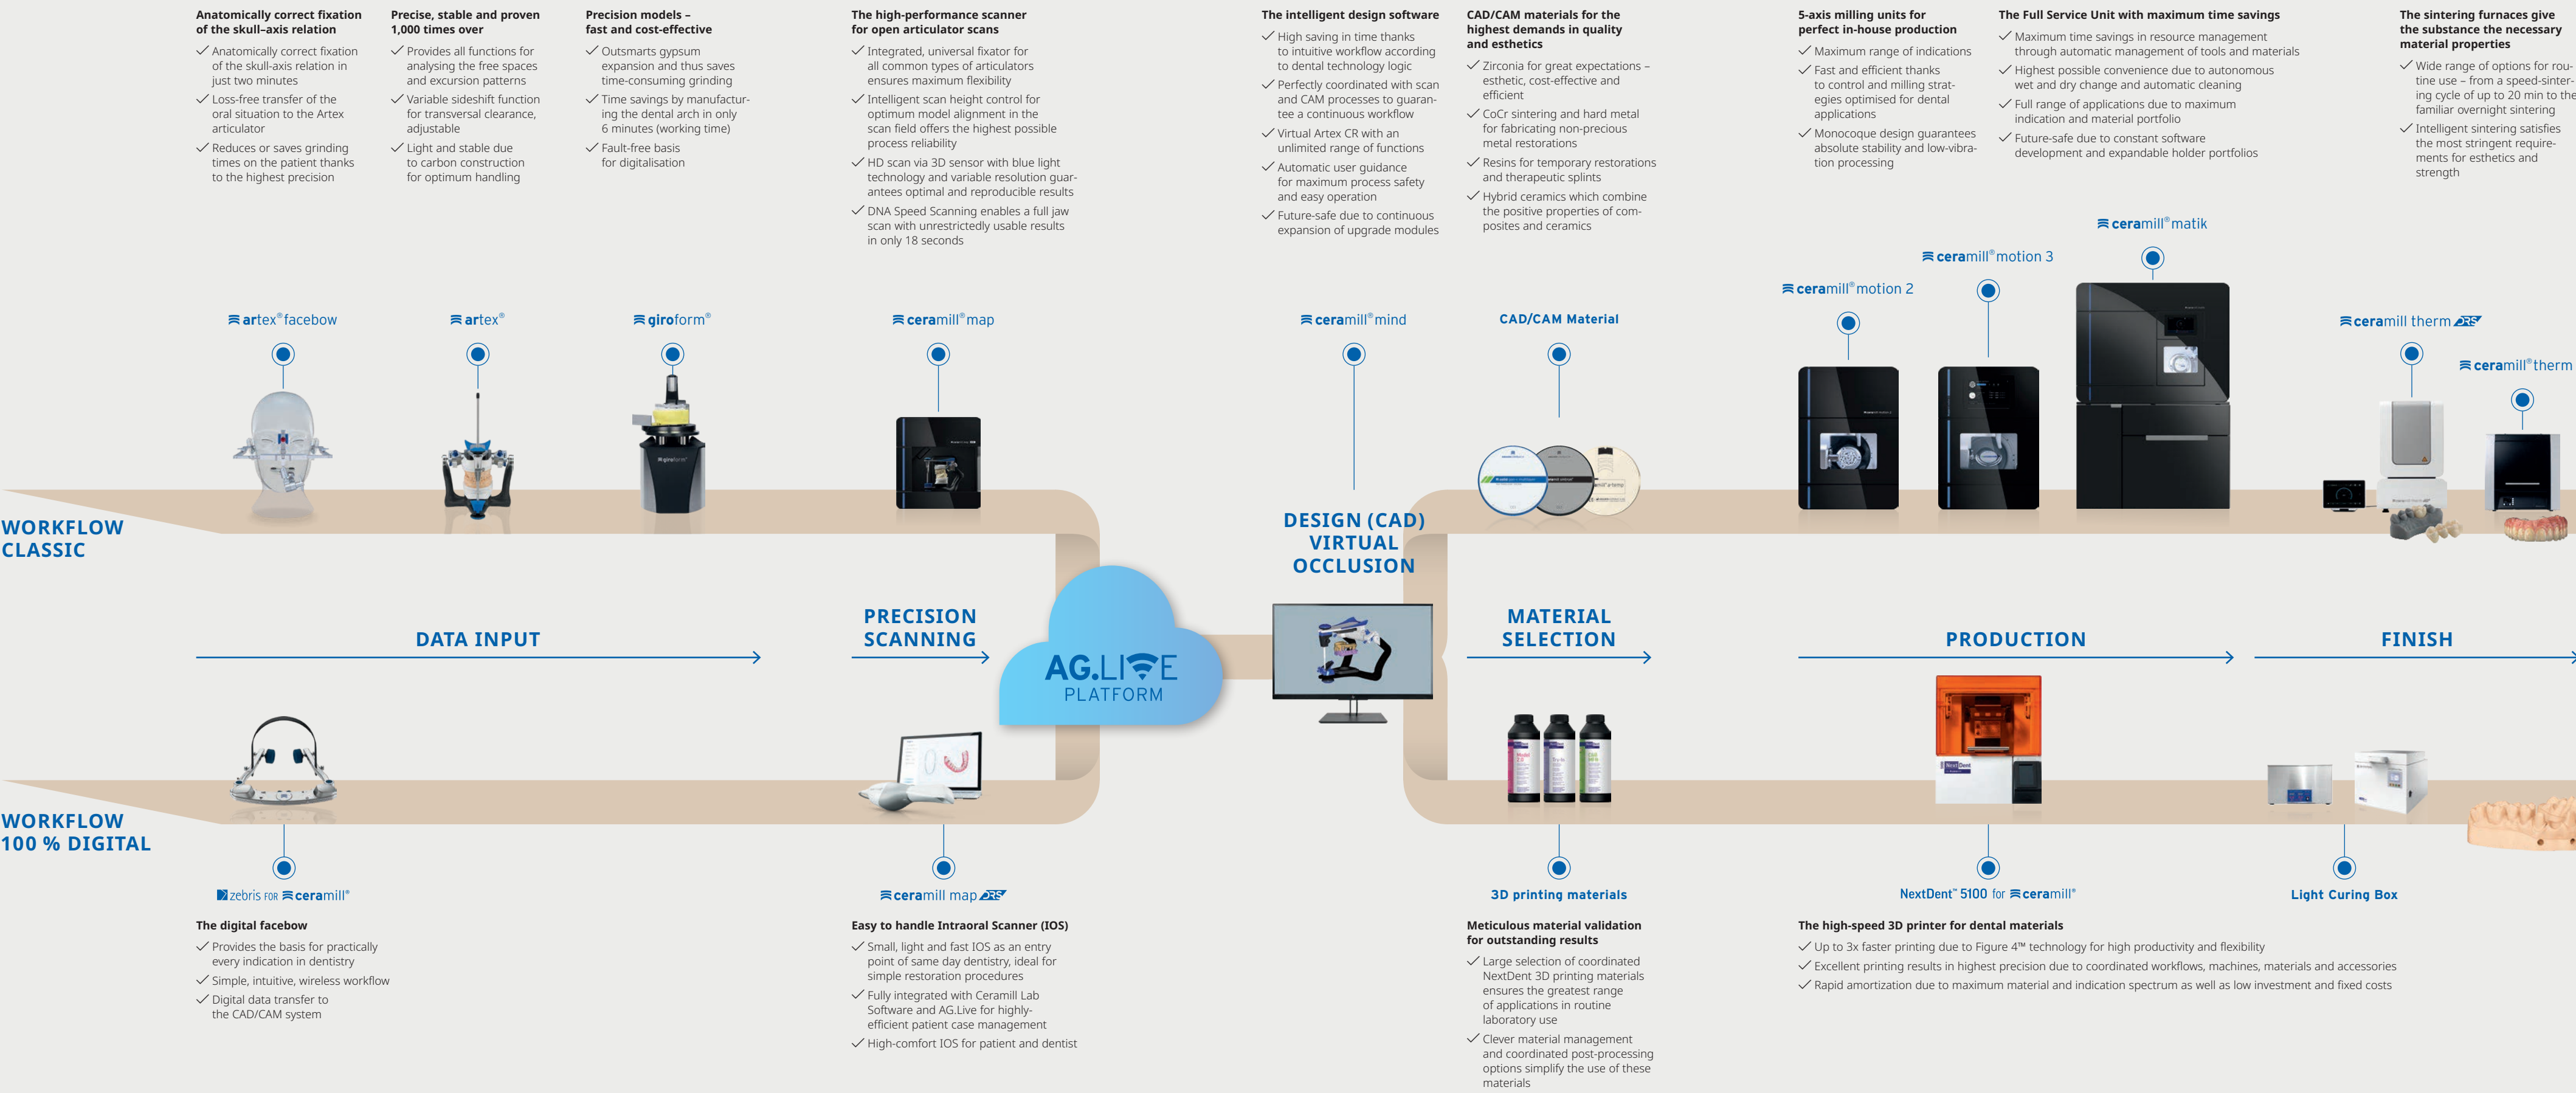 Anatomically correct fixation
of the skull–axis relation
Anatomically correct fixation
of the skull-axis relation in
just two minutes
Loss-free transfer of the
oral situation to the Artex
articulator
Reduces or saves grinding
times on the patient thanks
to the highest precision
Precise, stable and proven
1,000 times over
Provides all functions for
analysing the free spaces
and excursion patterns
Variable sideshift function
for transversal clearance,
adjustable
Light and stable due
to carbon construction
for optimum handling
Precision models –
fast and cost-effective
Outsmarts gypsum
expansion and thus saves
time-consuming grinding
Time savings by manufactur-
ing the dental arch in only
6 minutes (working time)
Fault-free basis
for digitalisation
The high-performance scanner
for open articulator scans
Integrated, universal fixator for
all common types of articulators
ensures maximum flexibility
Intelligent scan height control for
optimum model alignment in the
scan field offers the highest possible
process reliability
HD scan via 3D sensor with blue light
technology and variable resolution guar-
antees optimal and reproducible results
DNA Speed Scanning enables a full jaw
scan with unrestrictedly usable results
in only 18 seconds
The intelligent design software
High saving in time thanks
to intuitive workflow according
to dental technology logic
Perfectly coordinated with scan
and CAM processes to guaran-
tee a continuous workflow
Virtual Artex CR with an
unlimited range of functions
Automatic user guidance
for maximum process safety
and easy operation
Future-safe due to continuous
expansion of upgrade modules
CAD/CAM materials for the
highest demands in quality
and esthetics
Zirconia for great expectations –
esthetic, cost-effective and
efficient
CoCr sintering and hard metal
for fabricating non-precious
metal restorations
Resins for temporary restorations
and therapeutic splints
Hybrid ceramics which combine
the positive properties of com-
posites and ceramics
5-axis milling units for
perfect in-house production
Maximum range of indications
Fast and efficient thanks
to control and milling strat-
egies optimised for dental
applications
Monocoque design guarantees
absolute stability and low-vibra-
tion processing
The Full Service Unit with maximum time savings
Maximum time savings in resource management
through automatic management of tools and materials
Highest possible convenience due to autonomous
wet and dry change and automatic cleaning
Full range of applications due to maximum
indication and material portfolio
Future-safe due to constant software
development and expandable holder portfolios
The sintering furnaces give
the substance the necessary
material properties
Wide range of options for rou-
tine use – from a speed-sinter-
ing cycle of up to 20 min to the
familiar overnight sintering
Intelligent sintering satisfies
the most stringent require-
ments for esthetics and
strength
artex® facebow
artex®
giroform®
ceramill® map
ceramill® mind
CAD/CAM Material
ceramill® motion 2
ceramill® motion 3
ceramill® matik
ceramill therm DRS
ceramill® therm
giroform
WORKFLOW
CLASSIC
DESIGN (CAD)
VIRTUAL
OCCLUSION
DATA INPUT
PRECISION
SCANNING
AG.LIVE
PLATFORM
MATERIAL
SELECTION
PRODUCTION
FINISH
NextDent
WORKFLOW
100 % DIGITAL
zebris FOR ceramill®
ceramill map DRS
3D printing materials
NextDent™ 5100 for ceramill®
Light Curing Box
The digital facebow
Provides the basis for practically
every indication in dentistry
Simple, intuitive, wireless workflow
Digital data transfer to
the CAD/CAM system
Easy to handle Intraoral Scanner (IOS)
Small, light and fast IOS as an entry
point of same day dentistry, ideal for
simple restoration procedures
Fully integrated with Ceramill Lab
Software and AG.Live for highly-
efficient patient case management
High-comfort IOS for patient and dentist
Meticulous material validation
for outstanding results
Large selection of coordinated
NextDent 3D printing materials
ensures the greatest range
of applications in routine
laboratory use
Clever material management
and coordinated post-processing
options simplify the use of these
materials
The high-speed 3D printer for dental materials
Up to 3x faster printing due to Figure 4™ technology for high productivity and flexibility
Excellent printing results in highest precision due to coordinated workflows, machines, materials and accessories
Rapid amortization due to maximum material and indication spectrum as well as low investment and fixed costs